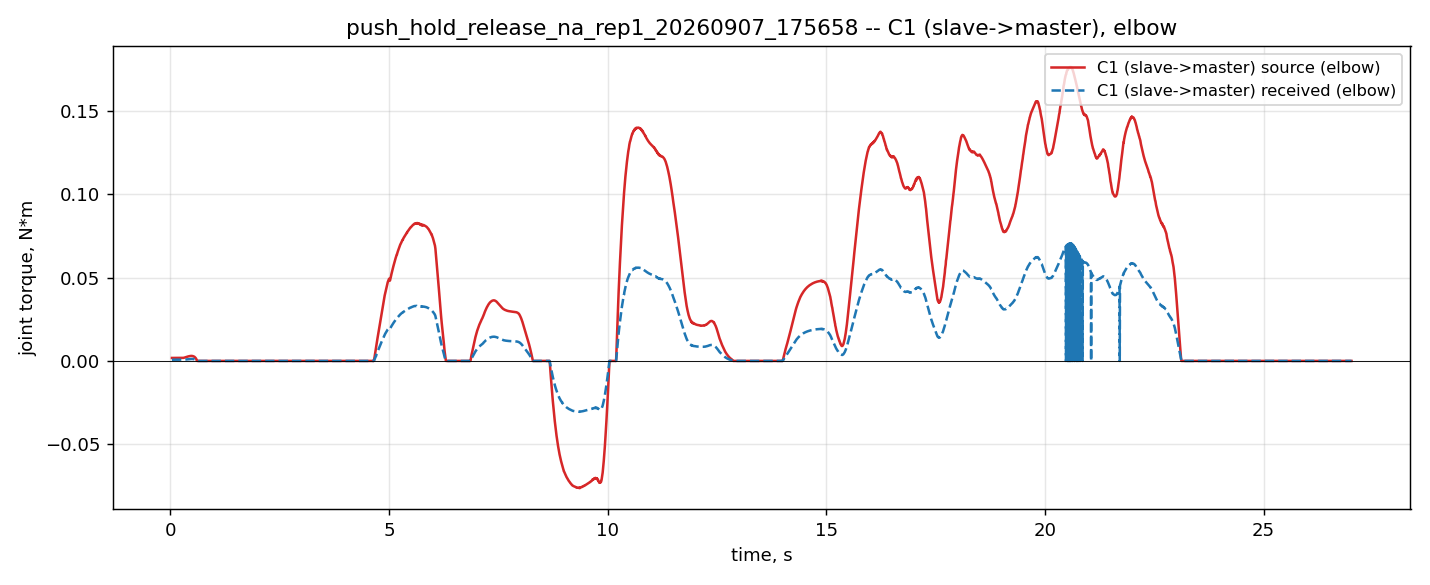 push_hold_release_na_rep1_20260907_175658 -- C1 (slave->master), elbow
C1 (slave->master) source (elbow)
C1 (slave->master) received (elbow)
joint torque, N*m
0.15
0.10
0.05
0.00
−0.05
0
5
10
15
20
25
time, s